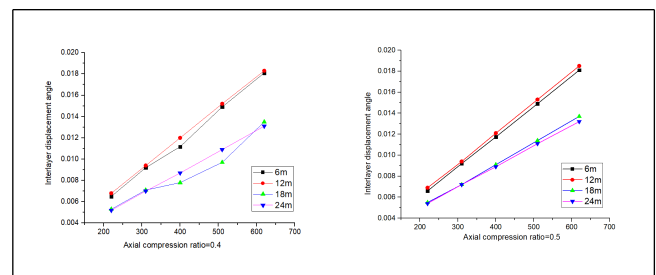 0.020
0.018
0.016
0.014
0.012
0.010
0.008
0.006
0.004
Interlayer displacement angle
200 300 400 500 600 700
Axial compression ratio=0.4
6m
12m
18m
24m
0.020
0.018
0.016
0.014
0.012
0.010
0.008
0.006
0.004
Interlayer displacement angle
200 300 400 500 600 700
Axial compression ratio=0.5
6m
12m
18m
24m